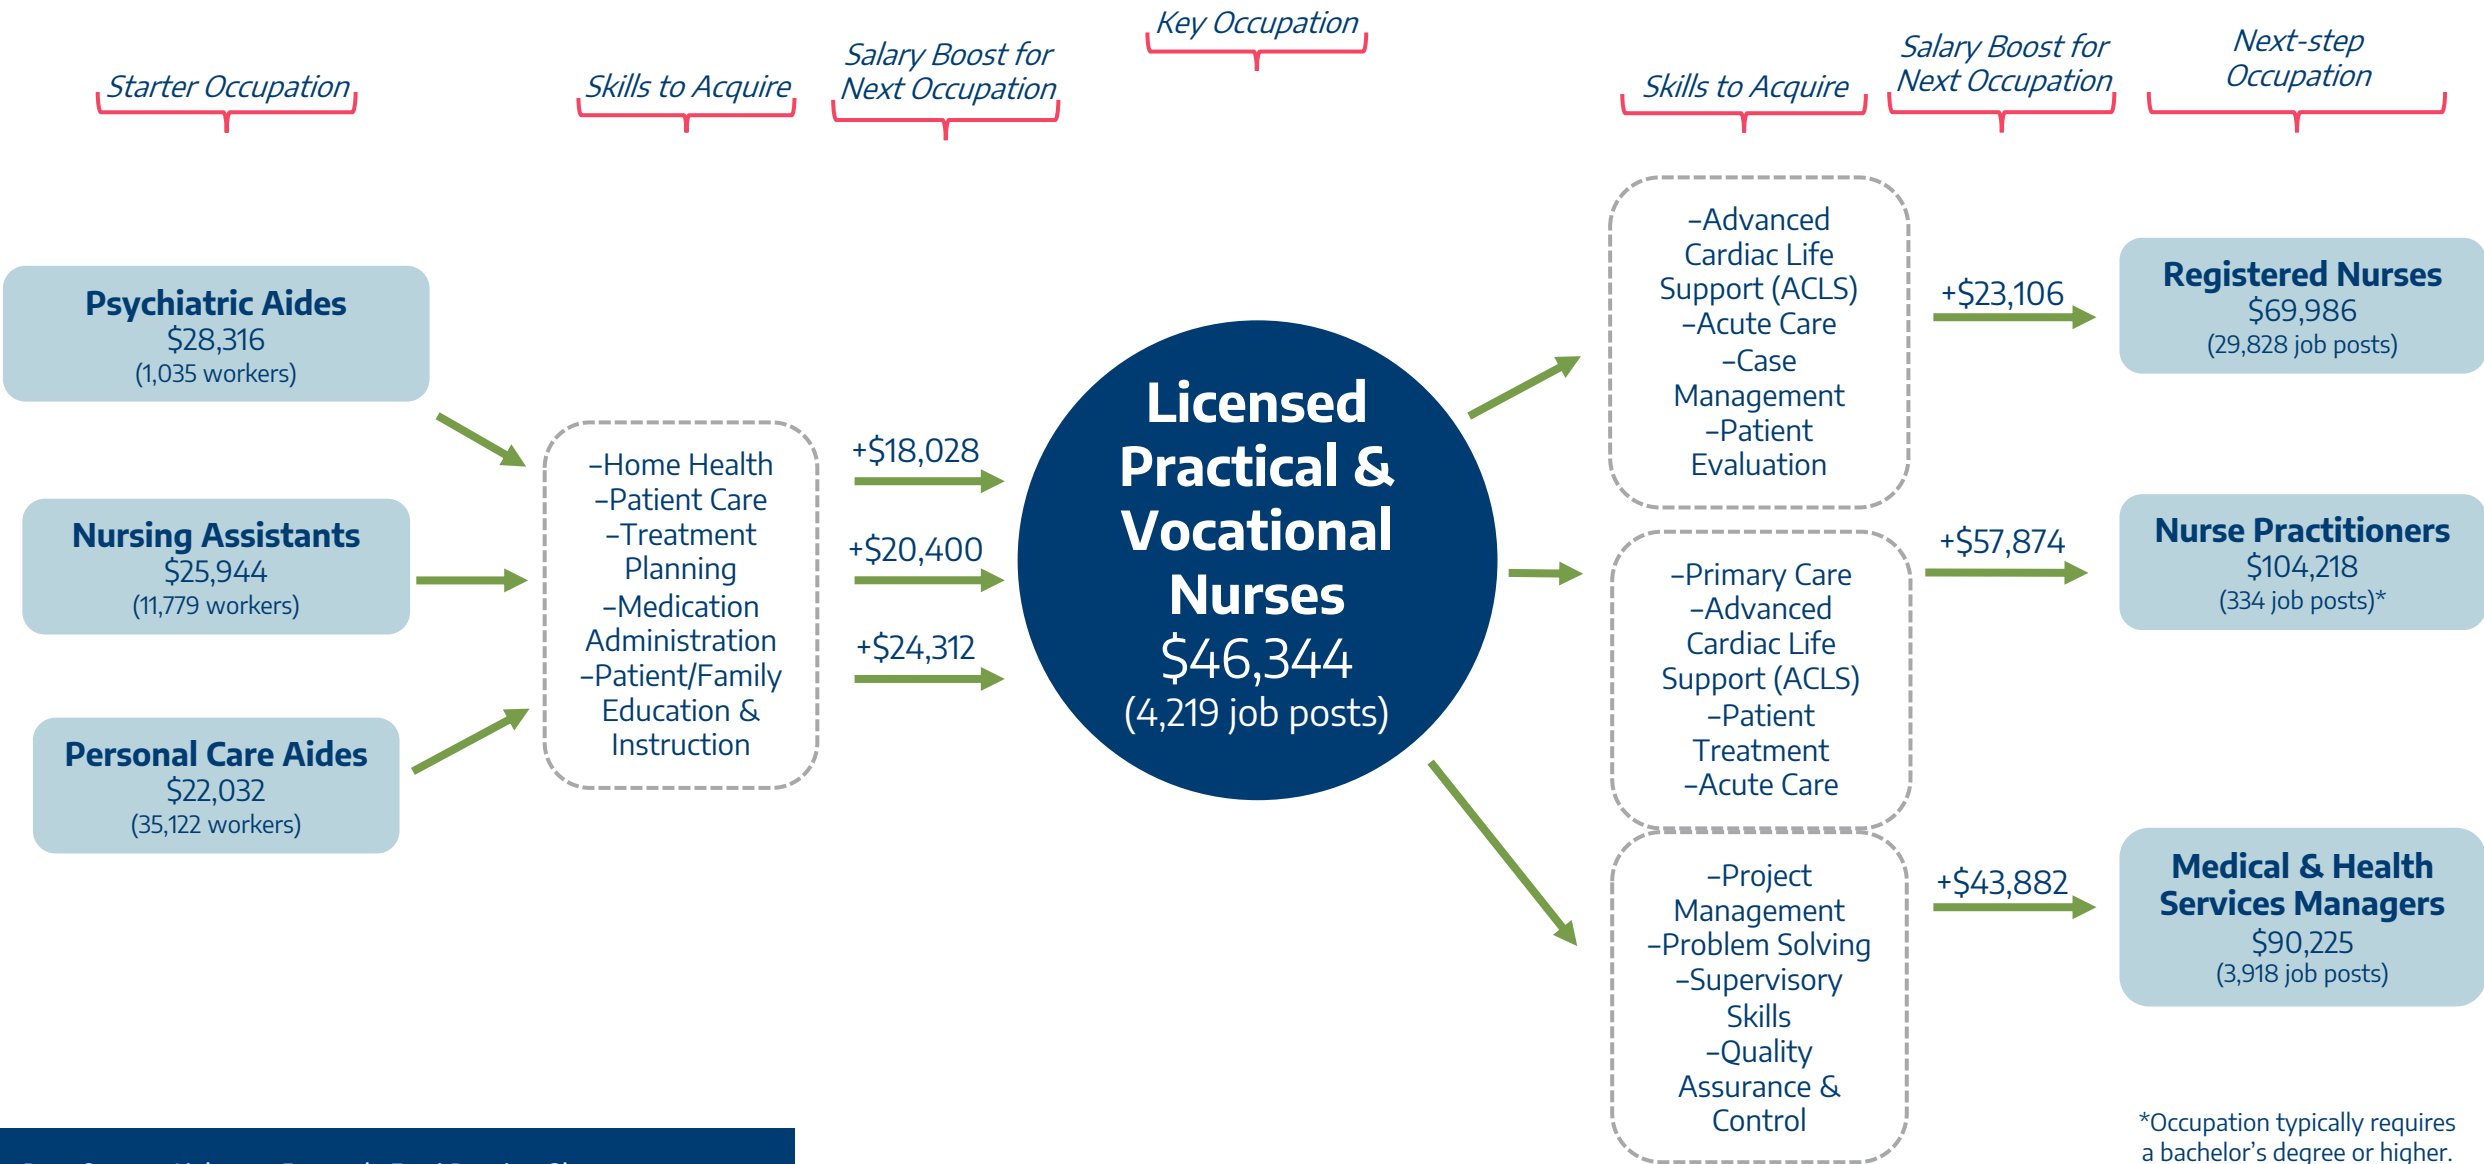 Key Occupation
Starter Occupation
Skills to Acquire
Salary Boost for
Next Occupation
Skills to Acquire
Salary Boost for
Next Occupation
Next-step
Occupation
Psychiatric Aides
$28,316
(1,035 workers)
Nursing Assistants
$25,944
(11,779 workers)
Personal Care Aides
$22,032
(35,122 workers)
–Home Health
–Patient Care
–Treatment
Planning
–Medication
Administration
–Patient/Family
Education &
Instruction
+$18,028
+$20,400
+$24,312
Licensed
Practical &
Vocational
Nurses
$46,344
(4,219 job posts)
–Advanced
Cardiac Life
Support (ACLS)
–Acute Care
–Case
Management
–Patient
Evaluation
+$23,106
Registered Nurses
$69,986
(29,828 job posts)
–Primary Care
–Advanced
Cardiac Life
Support (ACLS)
–Patient
Treatment
–Acute Care
+$57,874
Nurse Practitioners
$104,218
(334 job posts)*
–Project
Management
–Problem Solving
–Supervisory
Skills
–Quality
Assurance &
Control
+$43,882
Medical & Health
Services Managers
$90,225
(3,918 job posts)
*Occupation typically requires
a bachelor's degree or higher.